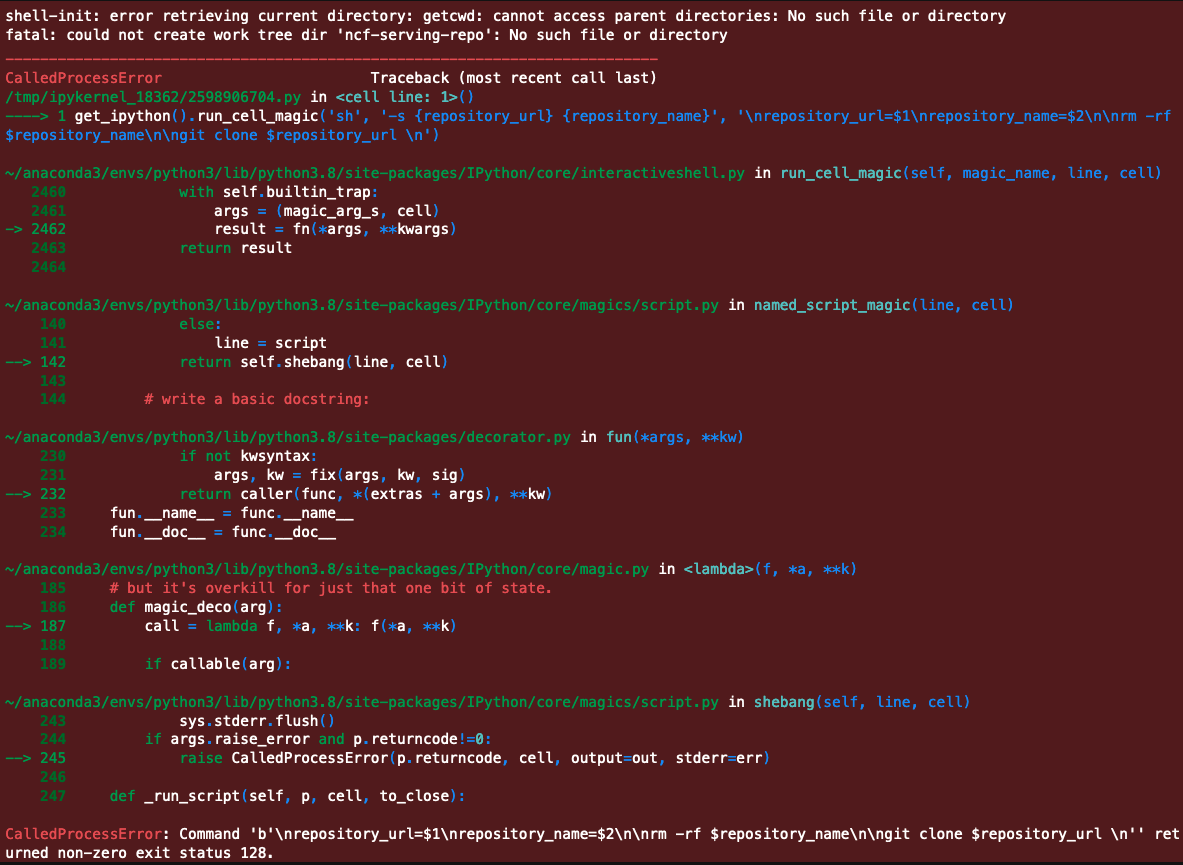 shell-init: error retrieving current directory: getcwd: cannot access parent directories: No such file or directory
fatal: could not create work tree dir 'ncf-serving-repo': No such file or directory
---------------------------------------------------------------------------
CalledProcessError                        Traceback (most recent call last)
/tmp/ipykernel_18362/2598906704.py in <cell line: 1>()
----> 1 get_ipython().run_cell_magic('sh', '-s {repository_url} {repository_name}', '\nrepository_url=$1\nrepository_name=$2\n\nrm -rf
$repository_name\n\ngit clone $repository_url \n')

~/anaconda3/envs/python3/lib/python3.8/site-packages/IPython/core/interactiveshell.py in run_cell_magic(self, magic_name, line, cell)
   2460             with self.builtin_trap:
   2461                 args = (magic_arg_s, cell)
-> 2462                 result = fn(*args, **kwargs)
   2463             return result
   2464

~/anaconda3/envs/python3/lib/python3.8/site-packages/IPython/core/magics/script.py in named_script_magic(line, cell)
    140             else:
    141                 line = script
--> 142             return self.shebang(line, cell)
    143
    144         # write a basic docstring:

~/anaconda3/envs/python3/lib/python3.8/site-packages/decorator.py in fun(*args, **kw)
    230             if not kwsyntax:
    231                 args, kw = fix(args, kw, sig)
--> 232             return caller(func, *(extras + args), **kw)
    233     fun.__name__ = func.__name__
    234     fun.__doc__ = func.__doc__

~/anaconda3/envs/python3/lib/python3.8/site-packages/IPython/core/magic.py in <lambda>(f, *a, **k)
    185     # but it's overkill for just that one bit of state.
    186     def magic_deco(arg):
--> 187         call = lambda f, *a, **k: f(*a, **k)
    188
    189         if callable(arg):

~/anaconda3/envs/python3/lib/python3.8/site-packages/IPython/core/magics/script.py in shebang(self, line, cell)
    243             sys.stderr.flush()
    244         if args.raise_error and p.returncode!=0:
--> 245             raise CalledProcessError(p.returncode, cell, output=out, stderr=err)
    246
    247     def _run_script(self, p, cell, to_close):

CalledProcessError: Command 'b'\nrepository_url=$1\nrepository_name=$2\n\nrm -rf $repository_name\n\ngit clone $repository_url \n'' ret
urned non-zero exit status 128.